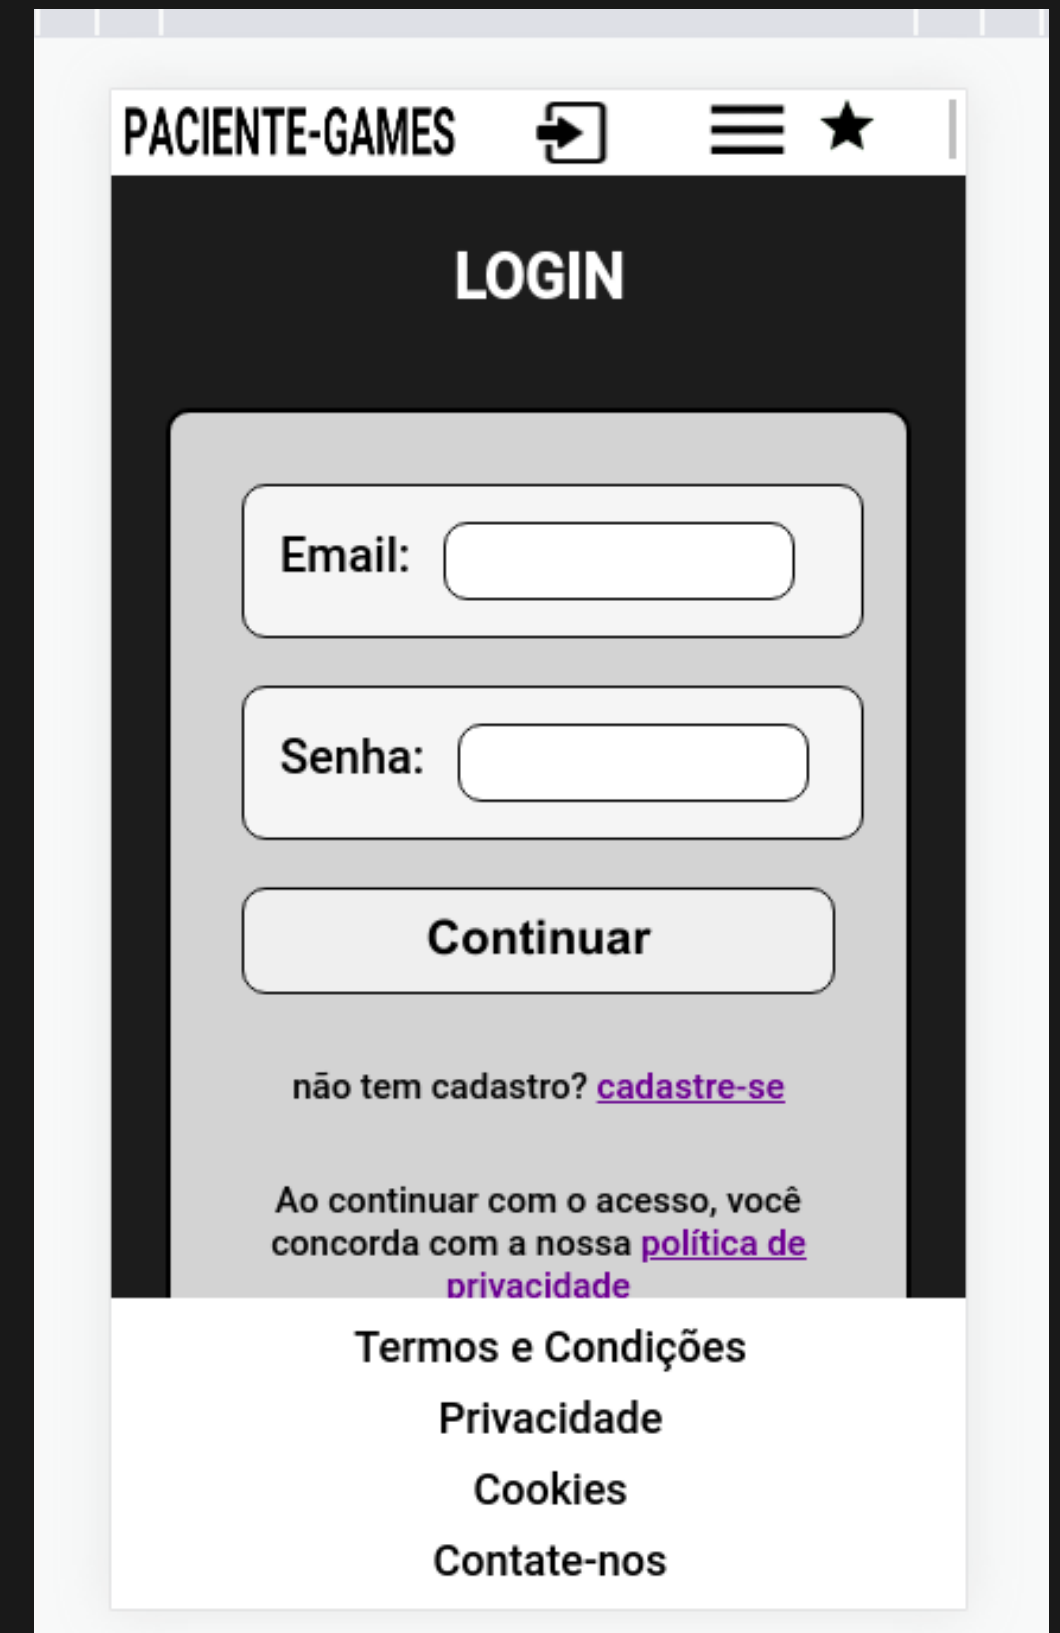 PACIENTE-GAMES
LOGIN
Email:
Senha:
Continuar
não tem cadastro? cadastre-se
Ao continuar com o acesso, você
concorda com a nossa política de
privacidade
Termos e Condições
Privacidade
Cookies
Contate-nos